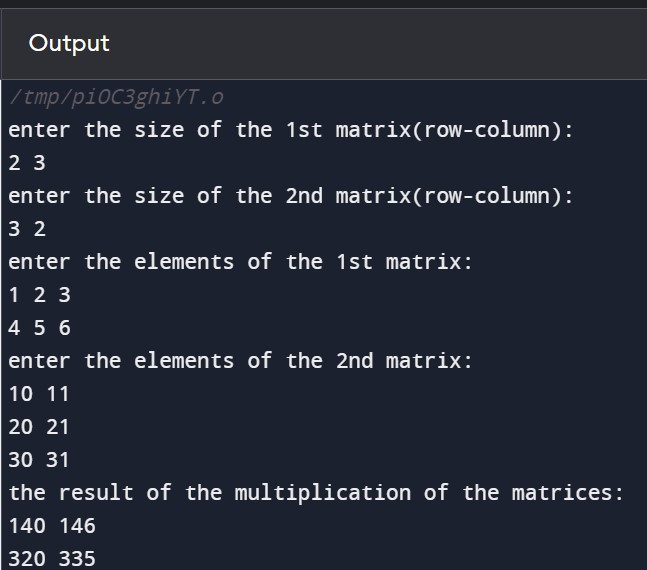 Output
/tmp/piOC3ghiYT.o
enter the size of the 1st matrix(row-column):
2 3
enter the size of the 2nd matrix(row-column):
3 2
enter the elements of the 1st matrix:
1 2 3
4 5 6
enter the elements of the 2nd matrix:
10 11
20 21
30 31
the result of the multiplication of the matrices:
140 146
320 335